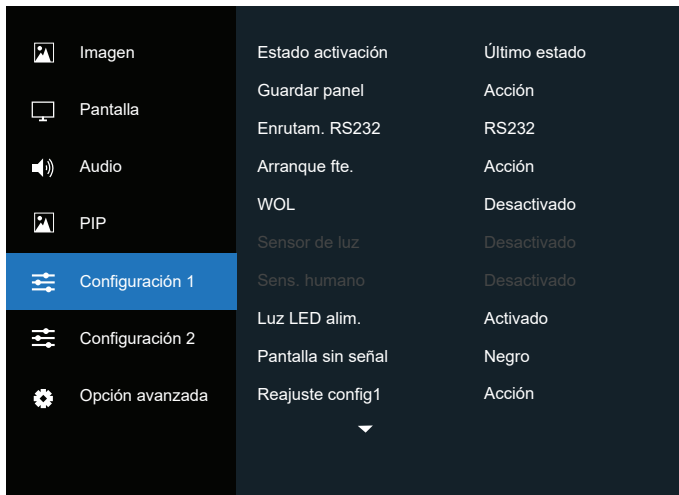 Imagen
Pantalla
Audio
PIP
Configuración 1
Configuración 2
Opción avanzada
Estado activación Último estado
Guardar panel Acción
Enrutam. RS232 RS232
Arranque fte. Acción
WOL Desactivado
Sensor de luz Desactivado
Sens. humano Desactivado
Luz LED alim. Activado
Pantalla sin señal Negro
Reajuste config1 Acción